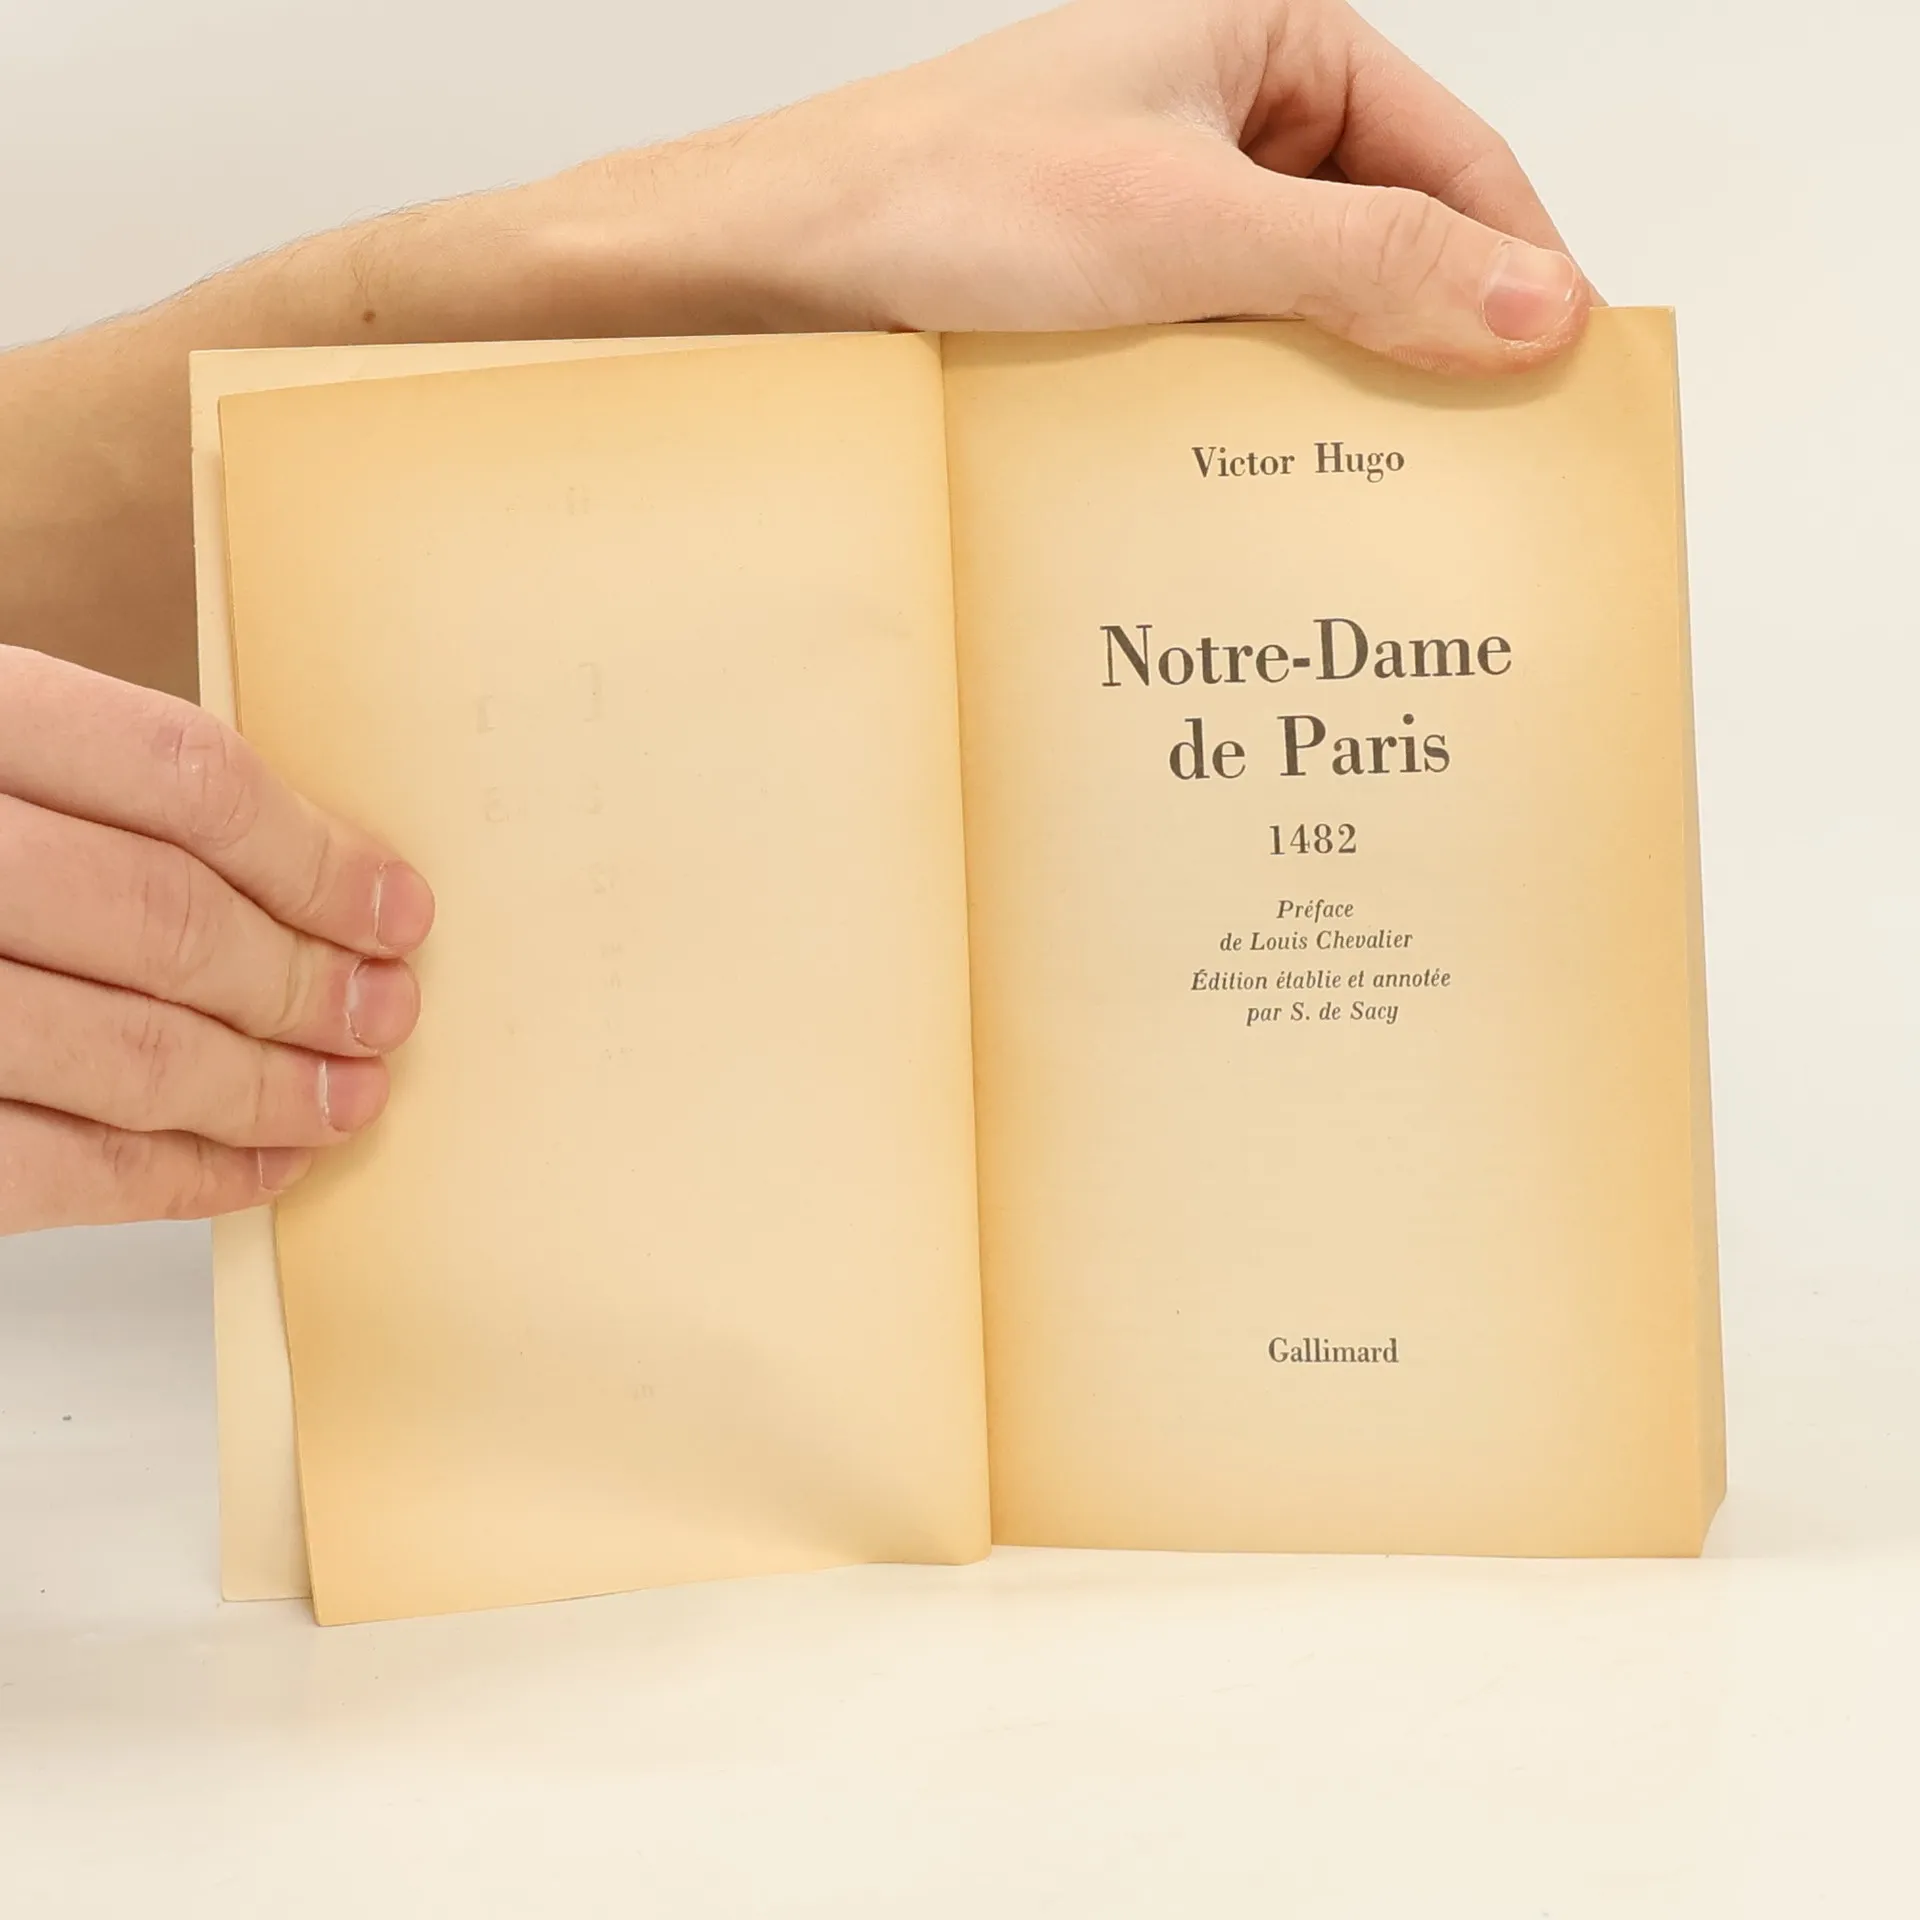 Victor Hugo
Notre-Dame
de Paris
1482
Préface
de Louis Chevalier
Édition établie et annotée
par S. de Sacy
Gallimard